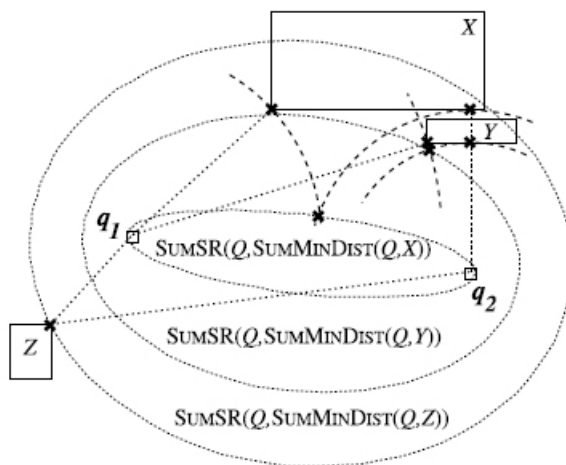 X
Y
q1
SUMSR(Q,SUMMINDIST(Q,X))
q2
Z
SUMSR(Q,SUMMINDIST(Q,Y))
SUMSR(Q,SUMMINDIST(Q,Z))